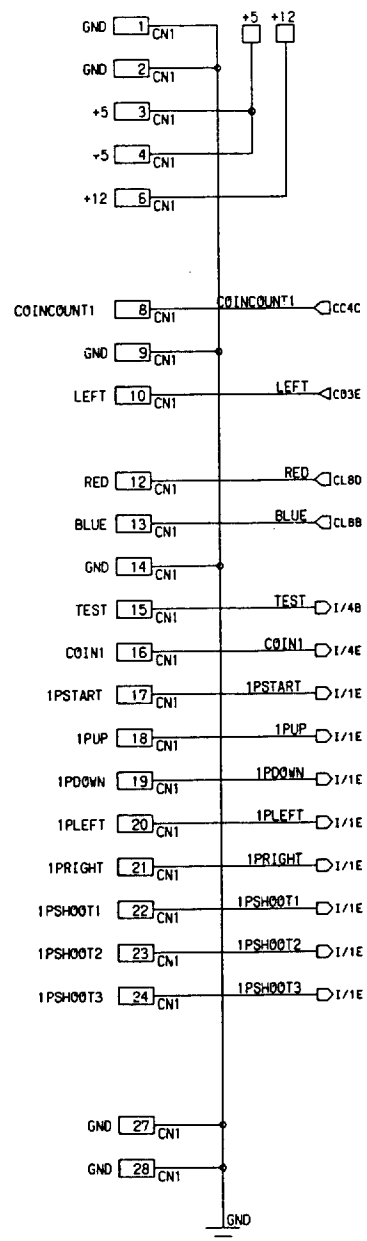 +5 +12
GND 1 CN1
GND 2 CN1
+5 3 CN1
+5 4 CN1
+12 6 CN1
COINCOUNT1 8 CN1 COINCOUNT1 CC4C
GND 9 CN1
LEFT 10 CN1 LEFT C03E
RED 12 CN1 RED CL8D
BLUE 13 CN1 BLUE CL8B
GND 14 CN1
TEST 15 CN1 TEST I/4B
COIN1 16 CN1 COIN1 I/4E
1PSTART 17 CN1 1PSTART I/1E
1PUP 18 CN1 1PUP I/1E
1PDOWN 19 CN1 1PDOWN I/1E
1PLEFT 20 CN1 1PLEFT I/1E
1PRIGHT 21 CN1 1PRIGHT I/1E
1PSHOOT1 22 CN1 1PSHOOT1 I/1E
1PSHOOT2 23 CN1 1PSHOOT2 I/1E
1PSHOOT3 24 CN1 1PSHOOT3 I/1E
GND 27 CN1
GND 28 CN1
GND